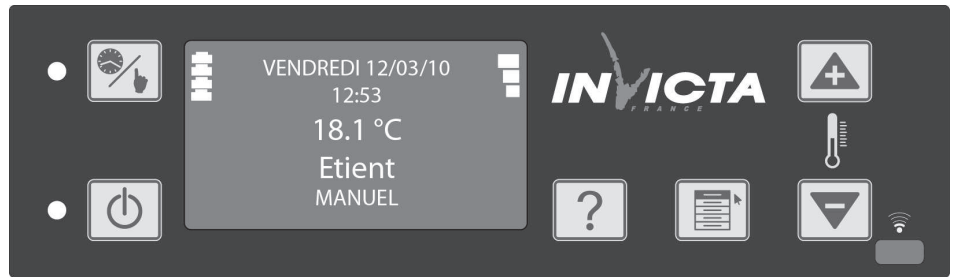 VENDREDI 12/03/10
12:53
18.1 °C
Etient
MANUEL
INVICTA
FRANCE
+
?
-